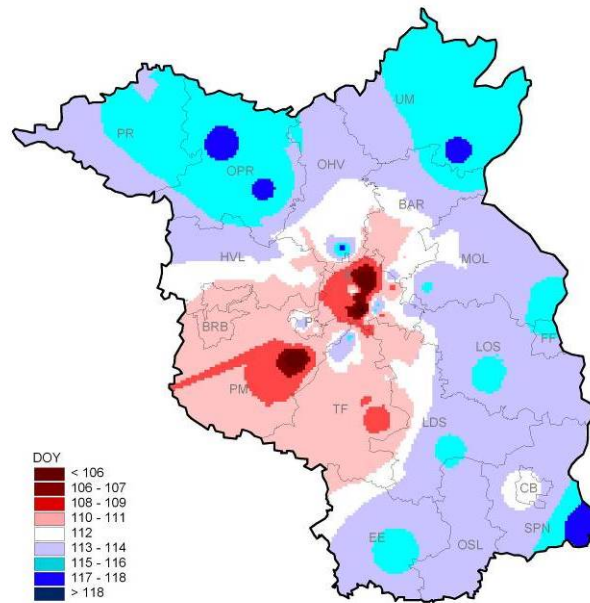 UM
PR
OPR
OHV
BAR
HVL
MOL
BRB
P
FF
LOS
PM
TF
LDS
CB
SPN
EE
OSL
DOY
< 106
106 - 107
108 - 109
110 - 111
112
113 - 114
115 - 116
117 - 118
> 118